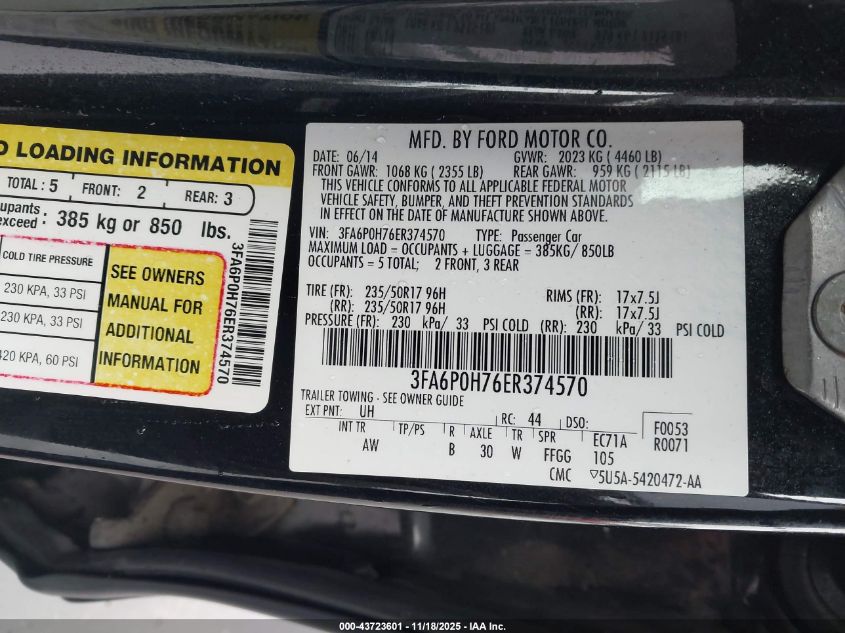 D LOADING INFORMATION
TOTAL : 5 FRONT: 2 REAR: 3
upants
exceed : 385 kg or 850 lbs.
COLD TIRE PRESSURE
230 KPA, 33 PSI
230 KPA, 33 PSI
420 KPA, 60 PSI
SEE OWNERS
MANUAL FOR
ADDITIONAL
INFORMATION
3FA6P0H76ER374570
MFD. BY FORD MOTOR CO.
DATE: 06/14 GVWR: 2023 KG ( 4460 LB)
FRONT GAWR: 1068 KG ( 2355 LB) REAR GAWR: 959 KG ( 2115 LB)
THIS VEHICLE CONFORMS TO ALL APPLICABLE FEDERAL MOTOR
VEHICLE SAFETY, BUMPER, AND THEFT PREVENTION STANDARDS
IN EFFECT ON THE DATE OF MANUFACTURE SHOWN ABOVE.
VIN: 3FA6P0H76ER374570 TYPE: Passenger Car
MAXIMUM LOAD = OCCUPANTS + LUGGAGE = 385KG/ 850LB
OCCUPANTS = 5 TOTAL; 2 FRONT, 3 REAR
TIRE (FR): 235/50R17 96H RIMS (FR): 17x7.5J
(RR): 235/50R17 96H (RR): 17x7.5J
PRESSURE (FR): 230 kPa/ 33 PSI COLD (RR): 230 kPa/ 33 PSI COLD
3FA6P0H76ER374570
TRAILER TOWING - SEE OWNER GUIDE
EXT PNT: UH RC: 44 DSO: F0053
INT TR TP/PS R AXLE TR SPR EC71A R0071
AW B 30 W FFGG 105
CMC ▽5U5A-5420472-AA
000-43723601 | 11/18/2025 - IAA Inc.